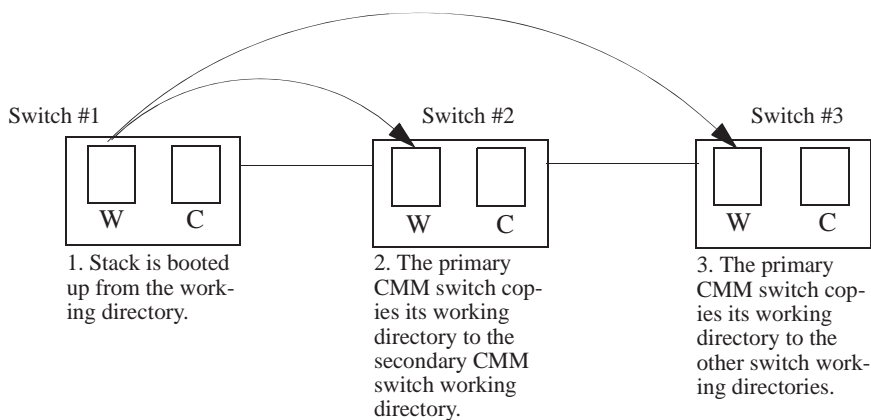 Switch #1
Switch #2
Switch #3
W
C
W
C
W
C
1. Stack is booted
up from the work-
ing directory.
2. The primary
CMM switch cop-
ies its working
directory to the
secondary CMM
switch working
directory.
3. The primary
CMM switch cop-
ies its working
directory to the
other switch work-
ing directories.